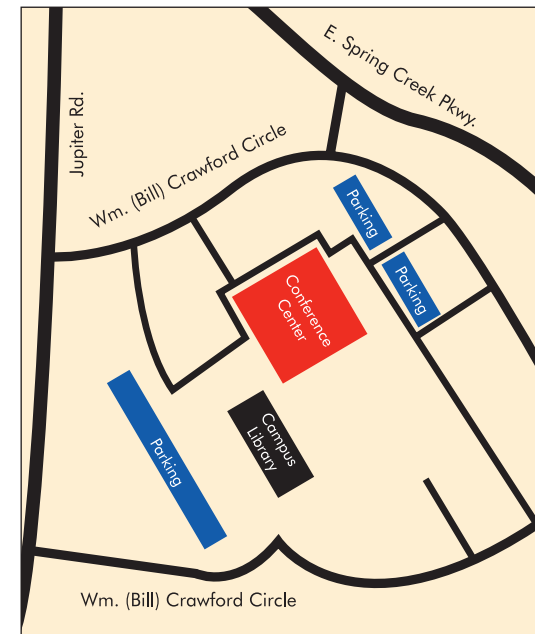 E. Spring Creek Pkwy.
Jupiter Rd.
Wm. (Bill) Crawford Circle
Parking
Parking
Conference
Center
Campus
Library
Parking
Wm. (Bill) Crawford Circle